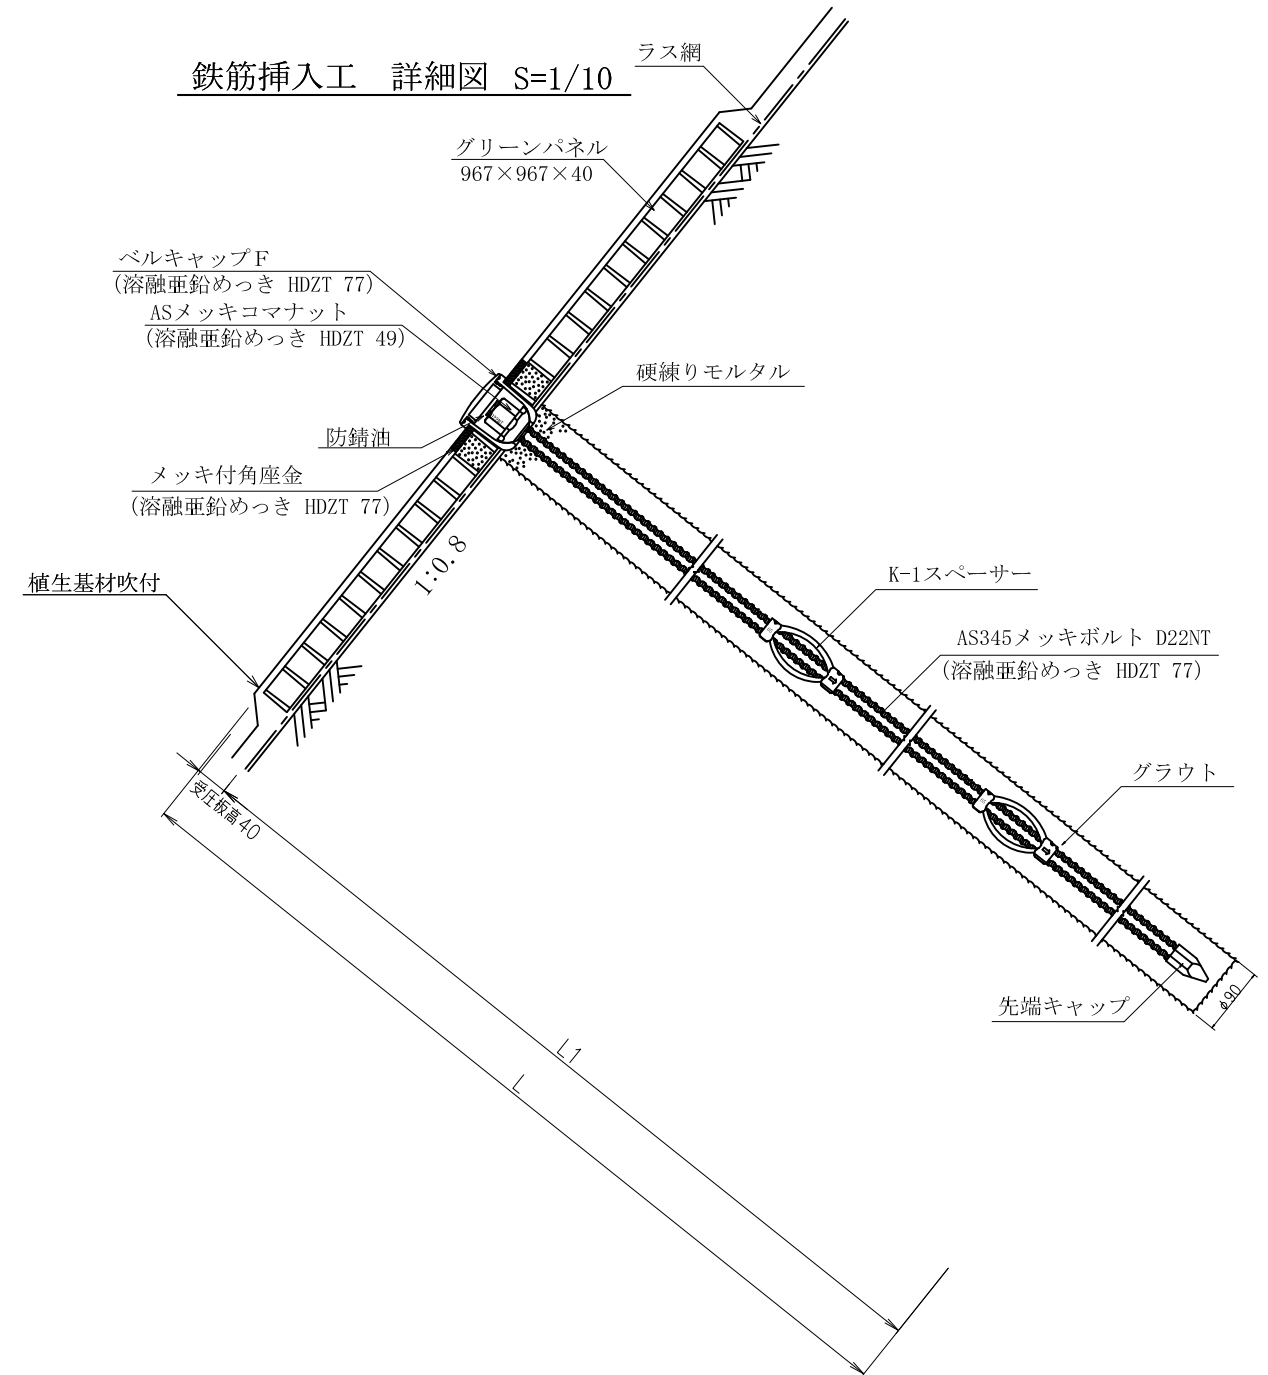 鉄筋挿入工　詳細図　S=1/10
ラス網
グリーンパネル
967×967×40
ベルキャップF
(溶融亜鉛めっき HDZT 77)
ASメッキコマナット
(溶融亜鉛めっき HDZT 49)
硬練りモルタル
防錆油
メッキ付角座金
(溶融亜鉛めっき HDZT 77)
1:0.8
植生基材吹付
K-1スペーサー
AS345メッキボルト D22NT
(溶融亜鉛めっき HDZT 77)
グラウト
受圧板高40
先端キャップ
φ90
L1
L